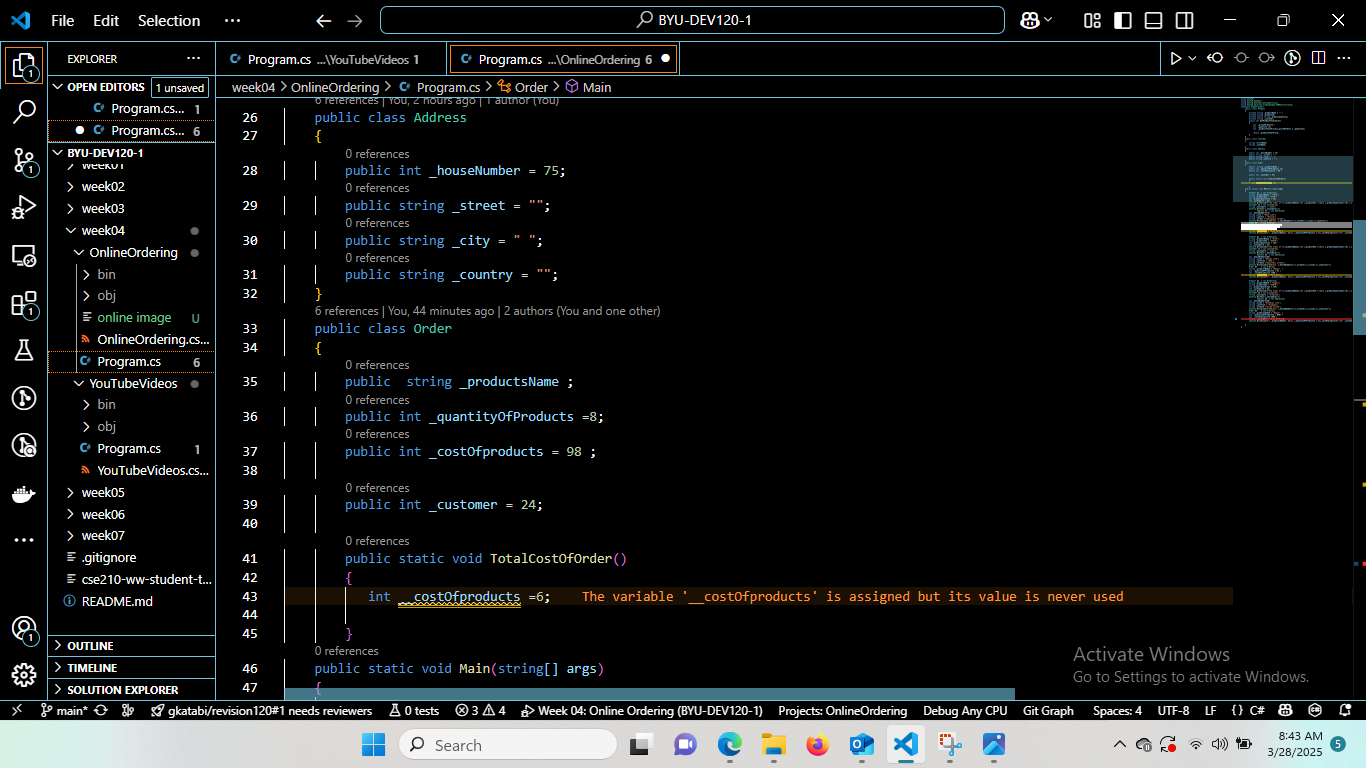 File Edit Selection ··· BYU-DEV120-1
EXPLORER ···
Program.cs ...\YouTubeVideos 1
Program.cs ...\OnlineOrdering 6
OPEN EDITORS 1 unsaved
Program.cs... 1
Program.cs... 6
week04 > OnlineOrdering > Program.cs > Order > Main
BYU-DEV120-1
week01
week02
week03
week04
OnlineOrdering
bin
obj
online image U
OnlineOrdering.cs...
Program.cs 6
YouTubeVideos
bin
obj
Program.cs 1
YouTubeVideos.cs...
week05
week06
week07
.gitignore
cse210-ww-student-t...
README.md
OUTLINE
TIMELINE
SOLUTION EXPLORER
6 references | You, 2 hours ago | 1 author (You)
26 public class Address
27 {
0 references
28 public int _houseNumber = 75;
0 references
29 public string _street = "";
0 references
30 public string _city = " ";
0 references
31 public string _country = "";
32 }
6 references | You, 44 minutes ago | 2 authors (You and one other)
33 public class Order
34 {
0 references
35 public  string _productsName ;
0 references
36 public int _quantityOfProducts =8;
0 references
37 public int _costOfproducts = 98 ;
38
0 references
39 public int _customer = 24;
40
0 references
41 public static void TotalCostOfOrder()
42 {
43 int __costOfproducts =6; The variable '__costOfproducts' is assigned but its value is never used
44
45 }
0 references
46 public static void Main(string[] args)
47 {
Activate Windows
Go to Settings to activate Windows.
main* gkatabi/revision120#1 needs reviewers 0 tests 3 4 Week 04: Online Ordering (BYU-DEV120-1) Projects: OnlineOrdering Debug Any CPU Git Graph Spaces: 4 UTF-8 LF {} C#
Search
8:43 AM
3/28/2025 5